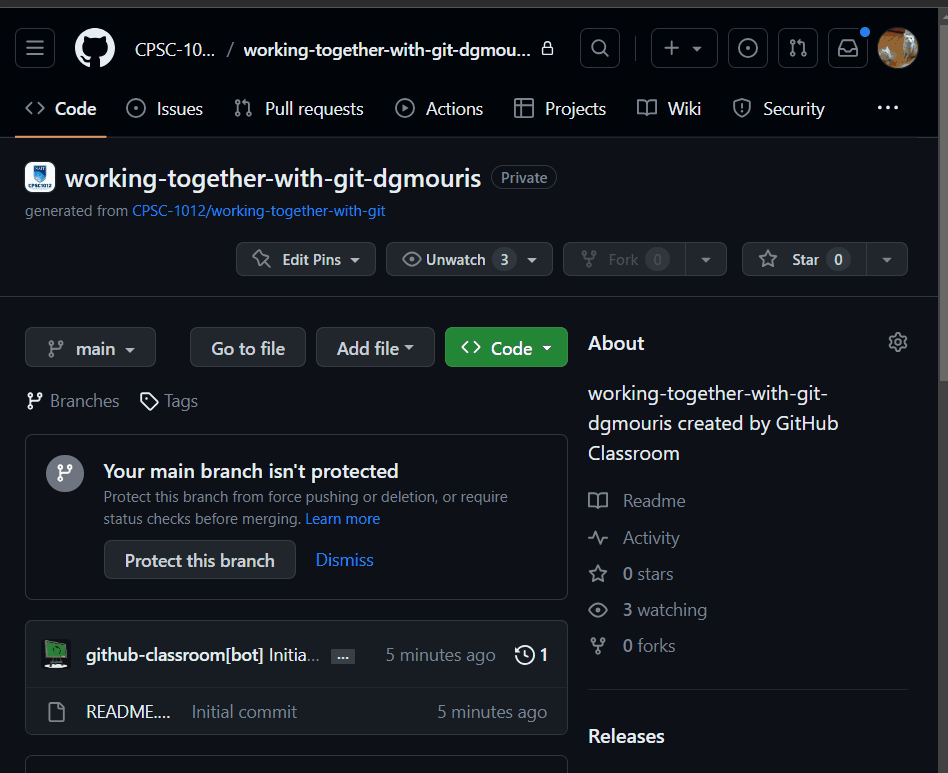 CPSC-10... / working-together-with-git-dgmou...
Code Issues Pull requests Actions Projects Wiki Security ...
working-together-with-git-dgmouris Private
generated from CPSC-1012/working-together-with-git
Edit Pins Unwatch 3 Fork 0 Star 0
main Go to file Add file Code
Branches Tags
Your main branch isn't protected
Protect this branch from force pushing or deletion, or require
status checks before merging. Learn more
Protect this branch Dismiss
github-classroom[bot] Initia... ... 5 minutes ago 1
README.... Initial commit 5 minutes ago
About
working-together-with-git-
dgmouris created by GitHub
Classroom
Readme
Activity
0 stars
3 watching
0 forks
Releases